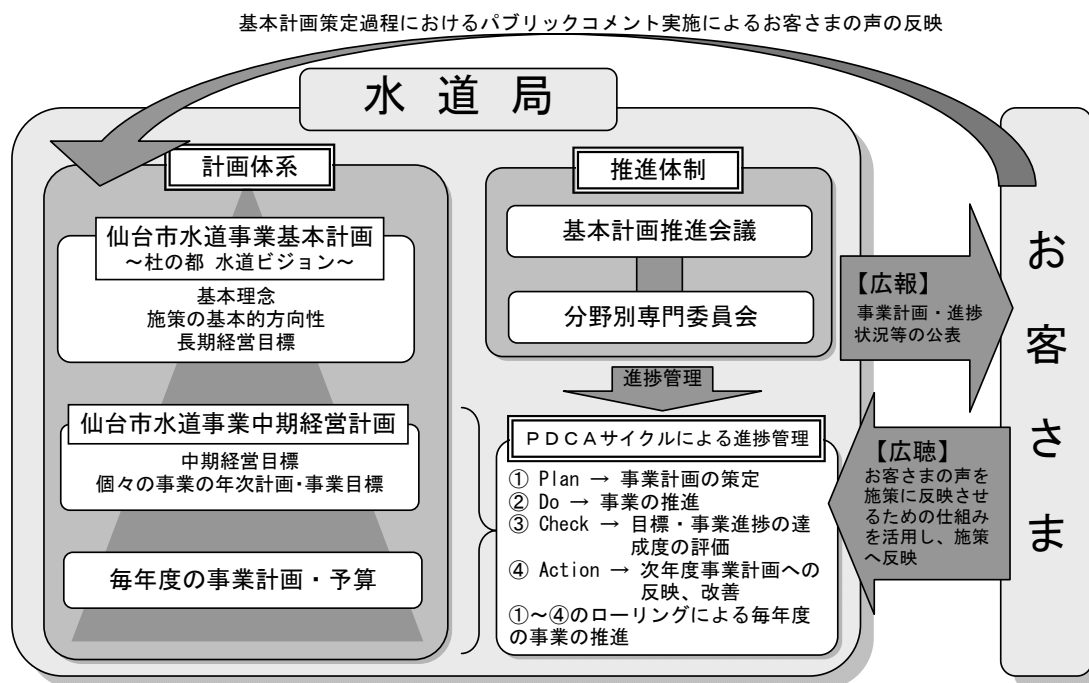 基本計画策定過程におけるパブリックコメント実施によるお客さまの声の反映
水道局
計画体系
仙台市水道事業基本計画
～杜の都 水道ビジョン～
基本理念
施策の基本的方向性
長期経営目標
仙台市水道事業中期経営計画
中期経営目標
個々の事業の年次計画・事業目標
毎年度の事業計画・予算
推進体制
基本計画推進会議
分野別専門委員会
進捗管理
ＰＤＣＡサイクルによる進捗管理
① Plan → 事業計画の策定
② Do → 事業の推進
③ Check → 目標・事業進捗の達
成度の評価
④ Action → 次年度事業計画への
反映、改善
①～④のローリングによる毎年度
の事業の推進
【広報】
事業計画・進捗
状況等の公表
【広聴】
お客さまの声を
施策に反映させ
るための仕組み
を活用し、施策
へ反映
お客さま